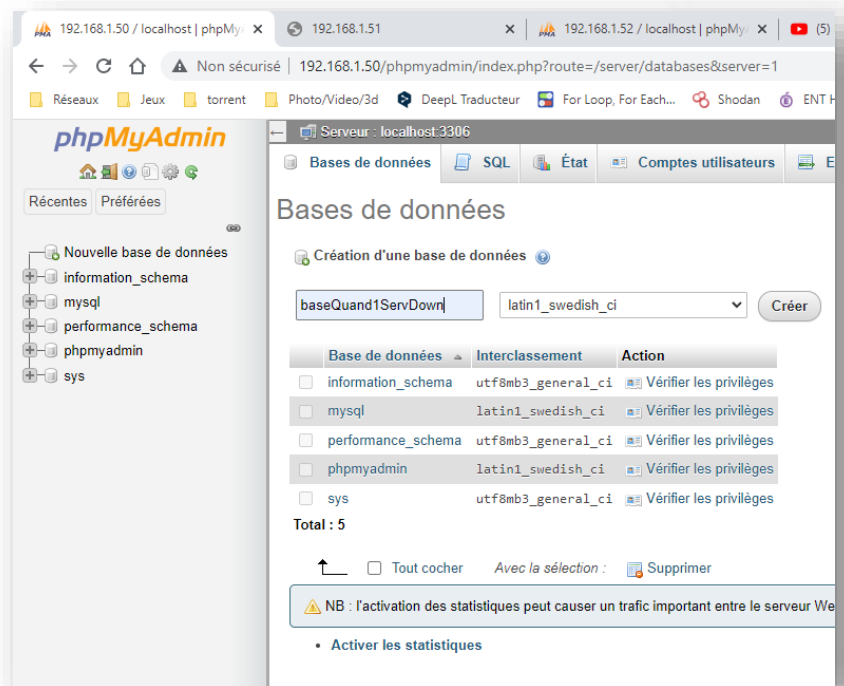 192.168.1.50 / localhost | phpMy
192.168.1.51
192.168.1.52 / localhost | phpMy
(5)
Non sécurisé | 192.168.1.50/phpmyadmin/index.php?route=/server/databases&server=1
Réseaux Jeux torrent Photo/Video/3d DeepL Traducteur For Loop, For Each... Shodan ENT H
phpMyAdmin
Récentes Préférées
Nouvelle base de données
information_schema
mysql
performance_schema
phpmyadmin
sys
Serveur : localhost:3306
Bases de données SQL État Comptes utilisateurs E
Bases de données
Création d'une base de données
baseQuand1ServDown latin1_swedish_ci Créer
Base de données Interclassement Action
information_schema utf8mb3_general_ci Vérifier les privilèges
mysql latin1_swedish_ci Vérifier les privilèges
performance_schema utf8mb3_general_ci Vérifier les privilèges
phpmyadmin latin1_swedish_ci Vérifier les privilèges
sys utf8mb3_general_ci Vérifier les privilèges
Total : 5
Tout cocher Avec la sélection : Supprimer
NB : l'activation des statistiques peut causer un trafic important entre le serveur We
• Activer les statistiques